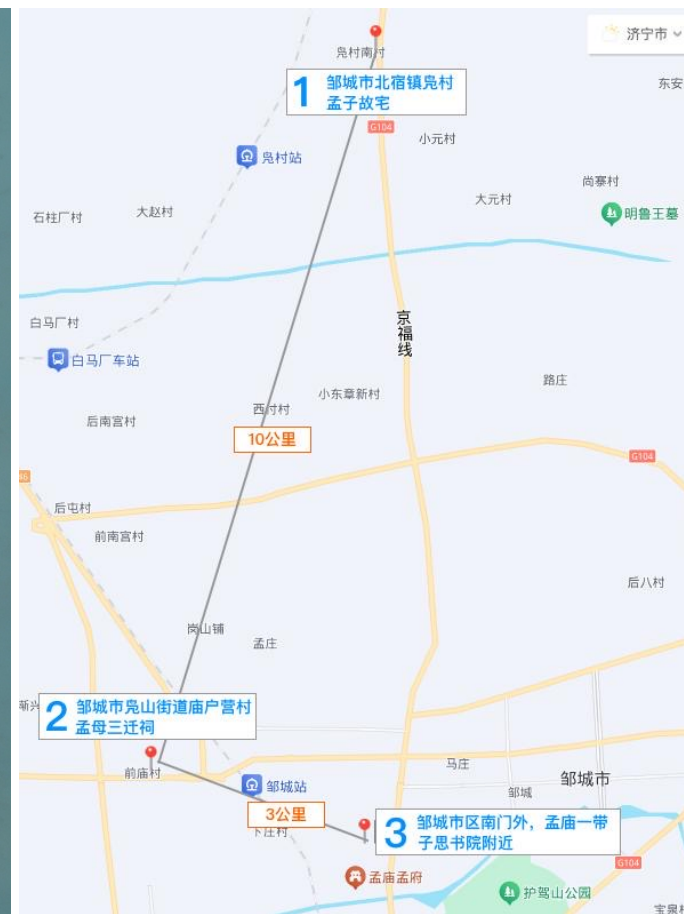 济宁市
凫村南村
1 邹城市北宿镇凫村
孟子故宅
东安
G104
小元村
凫村站
尚寨村
大元村
大赵村
石柱厂村
明鲁王墓
白马厂村
京福线
白马厂车站
路庄
小东章新村
西付村
后南宫村
10公里
G104
后屯村
前南宫村
后八村
岗山铺
孟庄
2 邹城市凫山街道庙户营村
孟母三迁祠
前庙村
马庄
邹城市
邹城站
邹城
3公里
卞庄村
3 邹城市区南门外，孟庙一带
子思书院附近
G104
孟庙孟府
护驾山公园